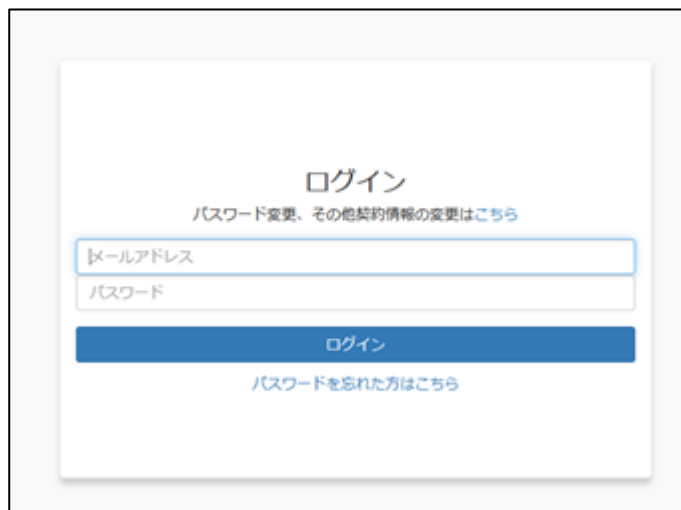 ログイン
パスワード変更、その他契約情報の変更はこちら
メールアドレス
パスワード
ログイン
パスワードを忘れた方はこちら